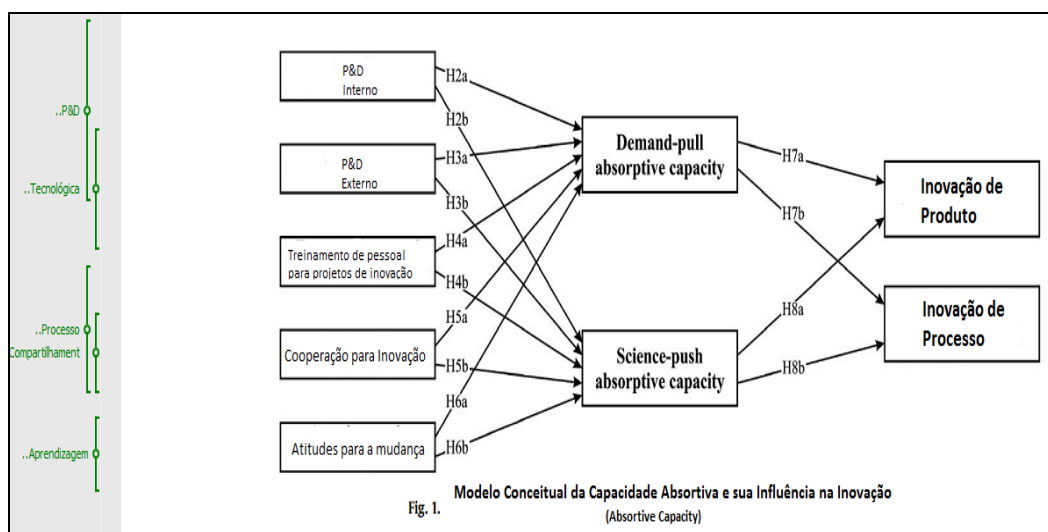 ..P&D
..Tecnológica
..Processo
Compartilhament
..Aprendizagem
P&D
Interno
P&D
Externo
Treinamento de pessoal
para projetos de inovação
Cooperação para Inovação
Atitudes para a mudança
H2a
H2b
H3a
H3b
H4a
H4b
H5a
H5b
H6a
H6b
Demand-pull
absorptive capacity
Science-push
absorptive capacity
H7a
H7b
H8a
H8b
Inovação de
Produto
Inovação de
Processo
Fig. 1. Modelo Conceitual da Capacidade Absortiva e sua Influência na Inovação
(Absortive Capacity)